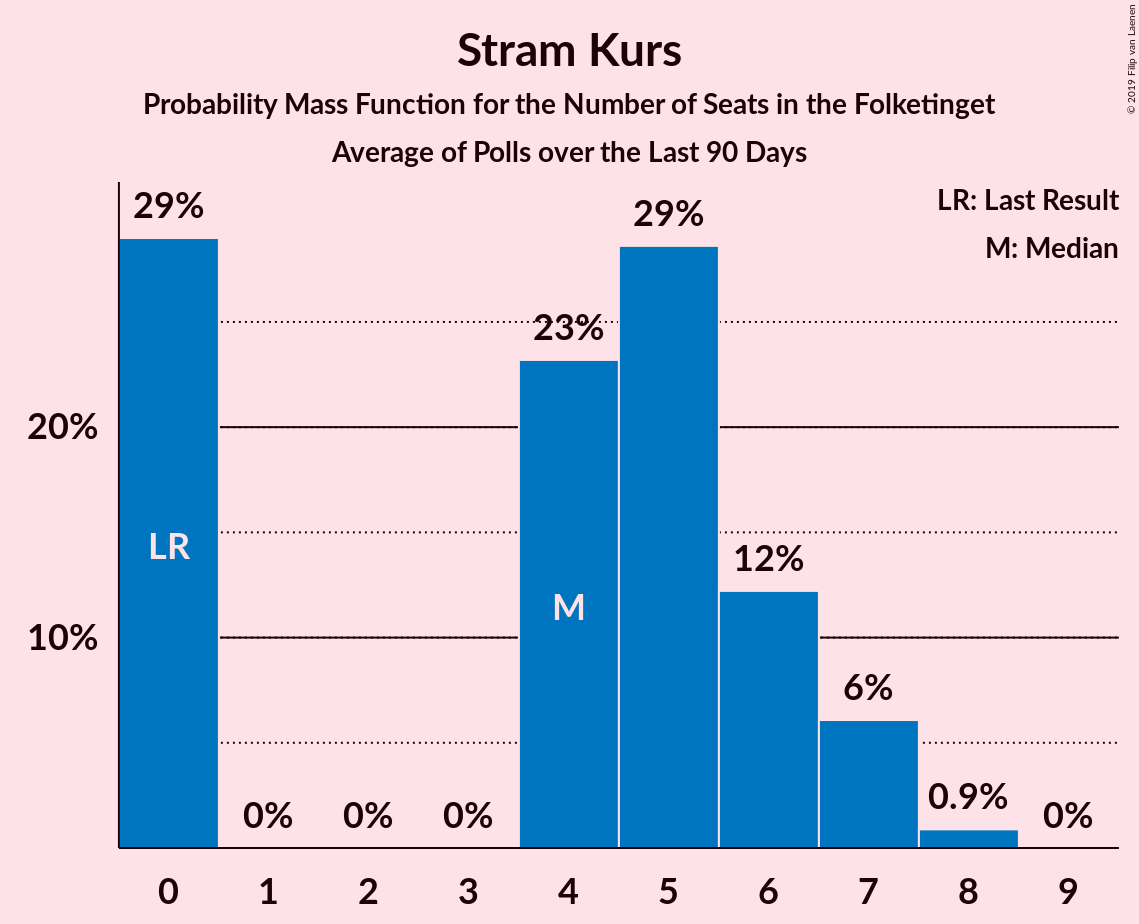 Stram Kurs
Probability Mass Function for the Number of Seats in the Folketinget
Average of Polls over the Last 90 Days
© 2019 Filip van Laenen
LR: Last Result
M: Median
29%
0%
0%
0%
23%
29%
12%
6%
0.9%
0%
20%
10%
LR
M
0 1 2 3 4 5 6 7 8 9